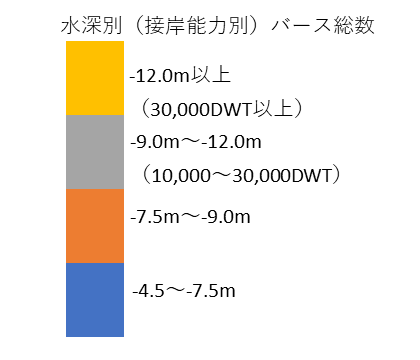 水深別（接岸能力別）バース総数
-12.0m以上
（30,000DWT以上）
-9.0m～-12.0m
（10,000～30,000DWT）
-7.5m～-9.0m
-4.5～-7.5m